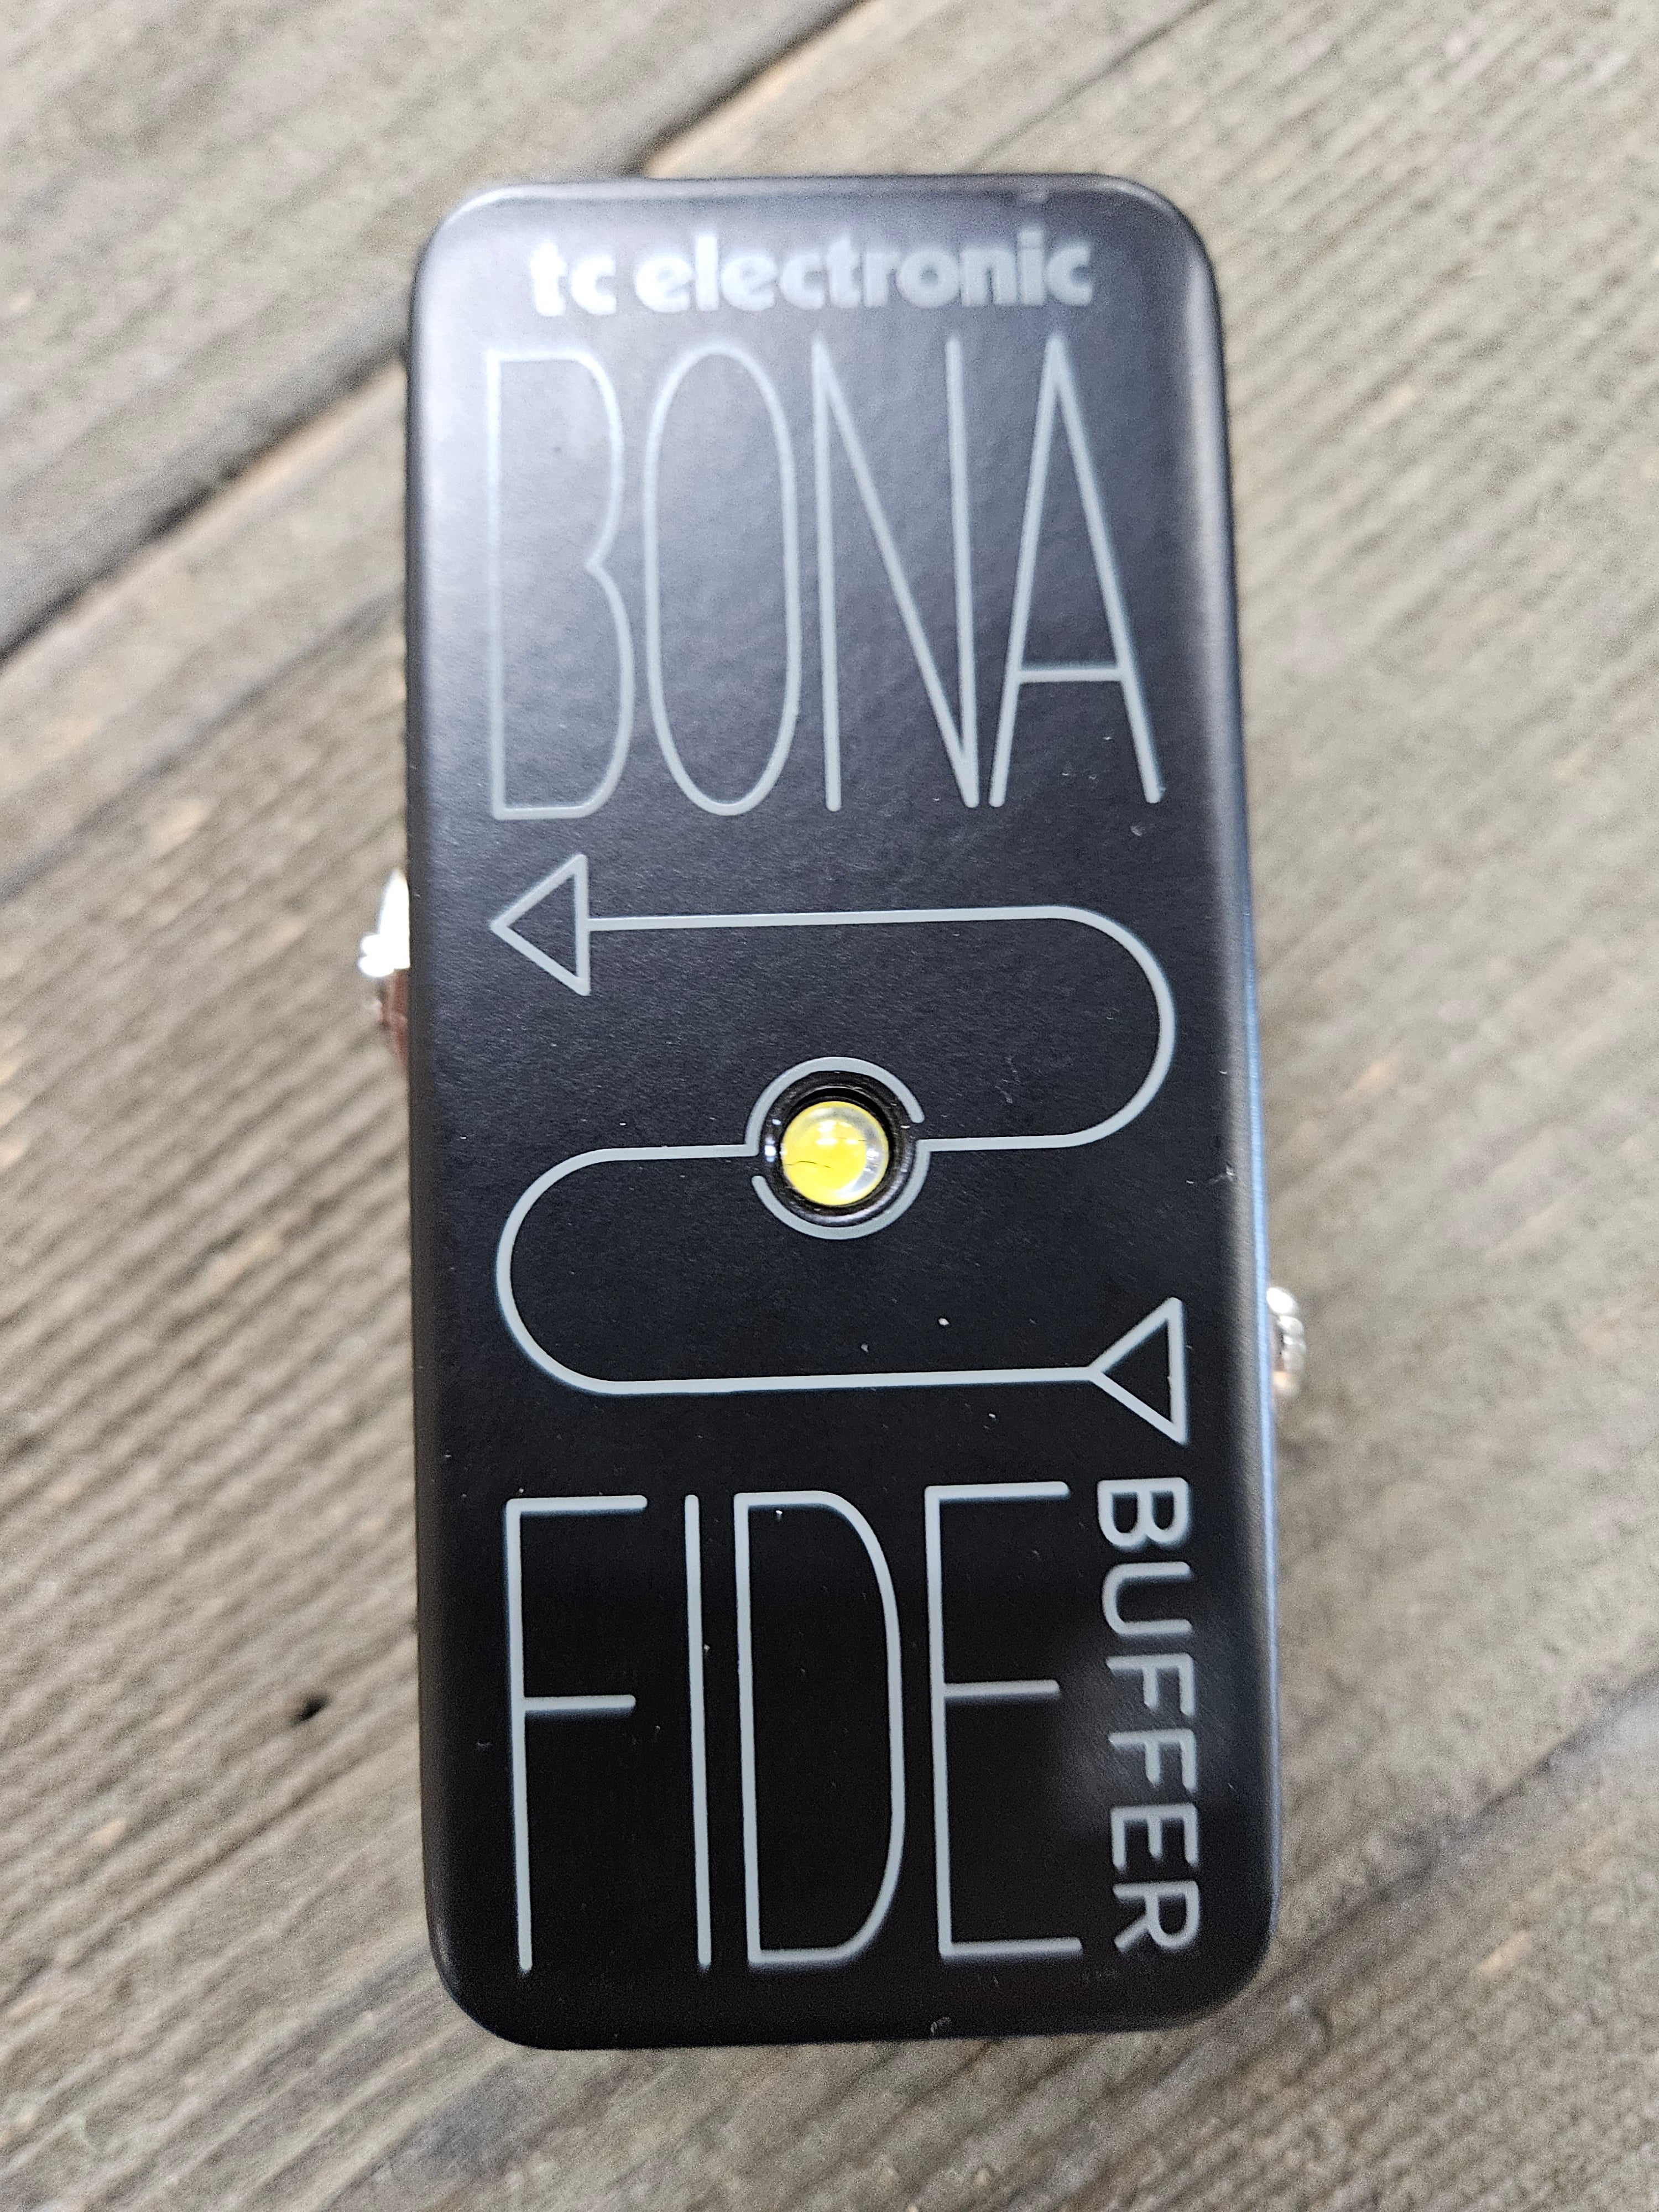 tc electronic
BONA
FIDE
BUFFER